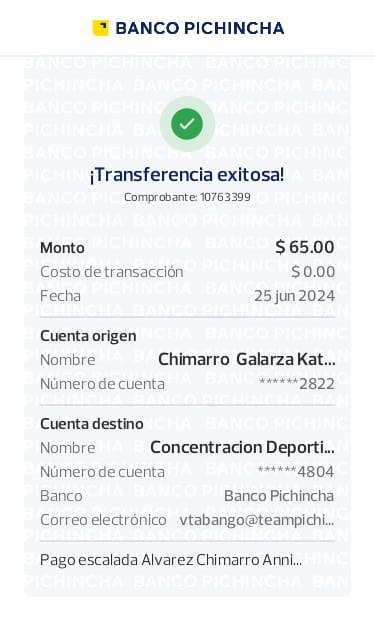 BANCO PICHINCHA
¡Transferencia exitosa!
Comprobante: 10763399
Monto $ 65.00
Costo de transacción $ 0.00
Fecha 25 jun 2024
Cuenta origen
Nombre Chimarro Galarza Kat...
Número de cuenta ******2822
Cuenta destino
Nombre Concentracion Deporti...
Número de cuenta ******4804
Banco Banco Pichincha
Correo electrónico vtabango@teampichi...
Pago escalada Alvarez Chimarro Anni...